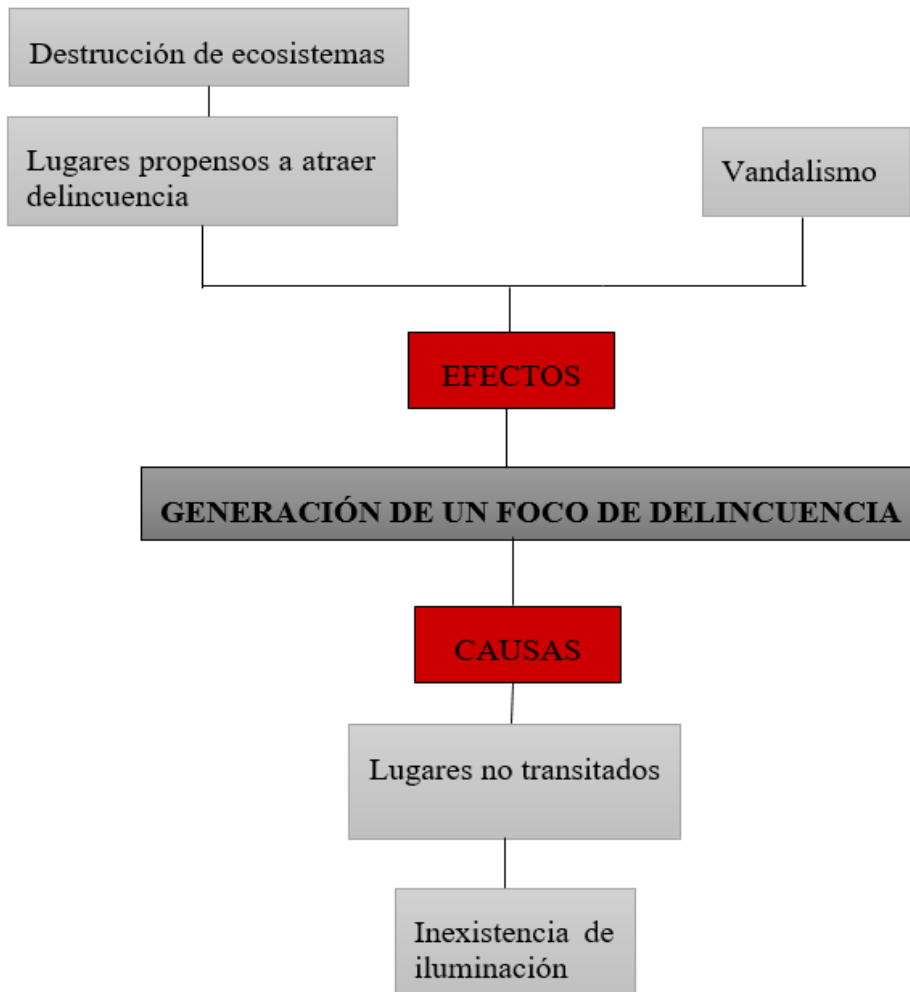 Destrucción de ecosistemas
Lugares propensos a atraer
delincuencia
Vandalismo
EFECTOS
GENERACIÓN DE UN FOCO DE DELINCUENCIA
CAUSAS
Lugares no transitados
Inexistencia de
iluminación